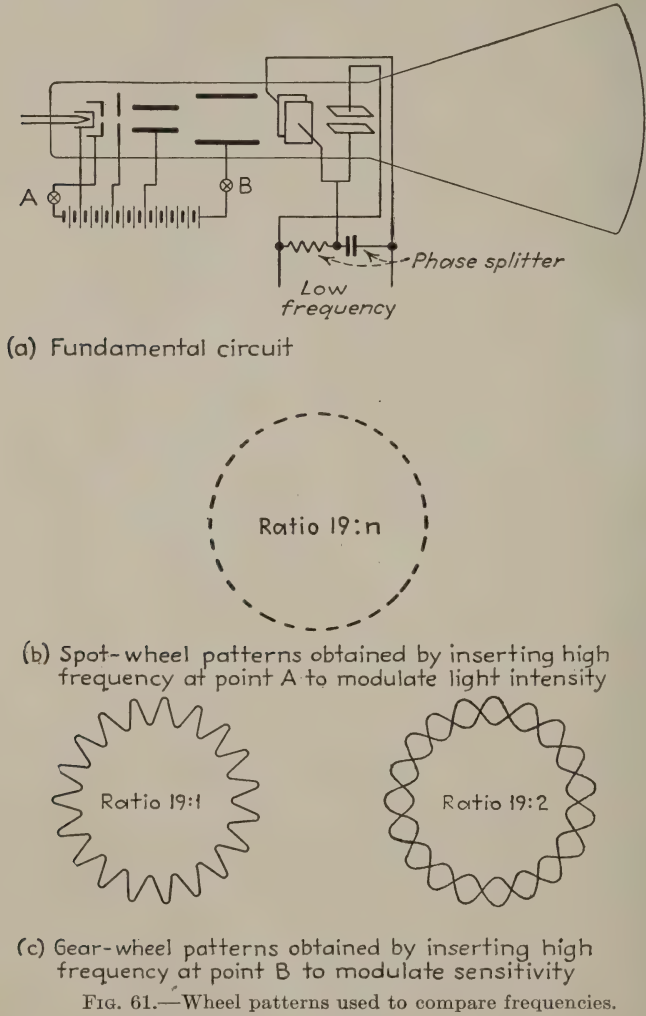 A
B
Phase splitter
Low
frequency
(a) Fundamental circuit
Ratio 19:n
(b) Spot-wheel patterns obtained by inserting high
frequency at point A to modulate light intensity
Ratio 19:1
Ratio 19:2
(c) Gear-wheel patterns obtained by inserting high
frequency at point B to modulate sensitivity
FIG. 61.—Wheel patterns used to compare frequencies.